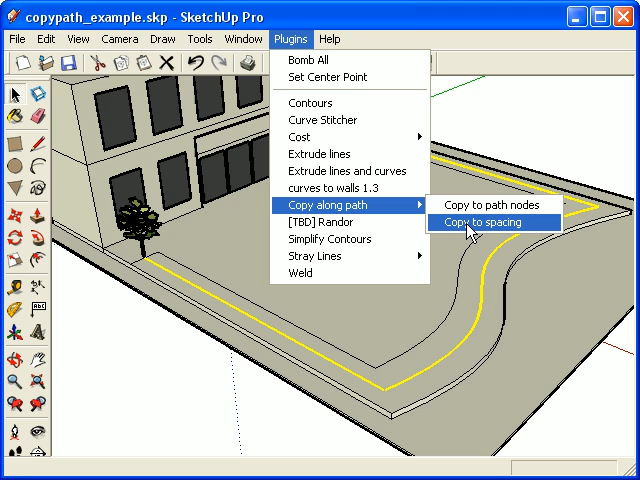 copypath_example.skp - SketchUp Pro
File Edit View Camera Draw Tools Window Plugins Help
Bomb All
Set Center Point
Contours
Curve Stitcher
Cost
Extrude lines
Extrude lines and curves
curves to walls 1.3
Copy along path
Copy to path nodes
[TBD] Randor
Copy to spacing
Simplify Contours
Stray Lines
Weld
ABC